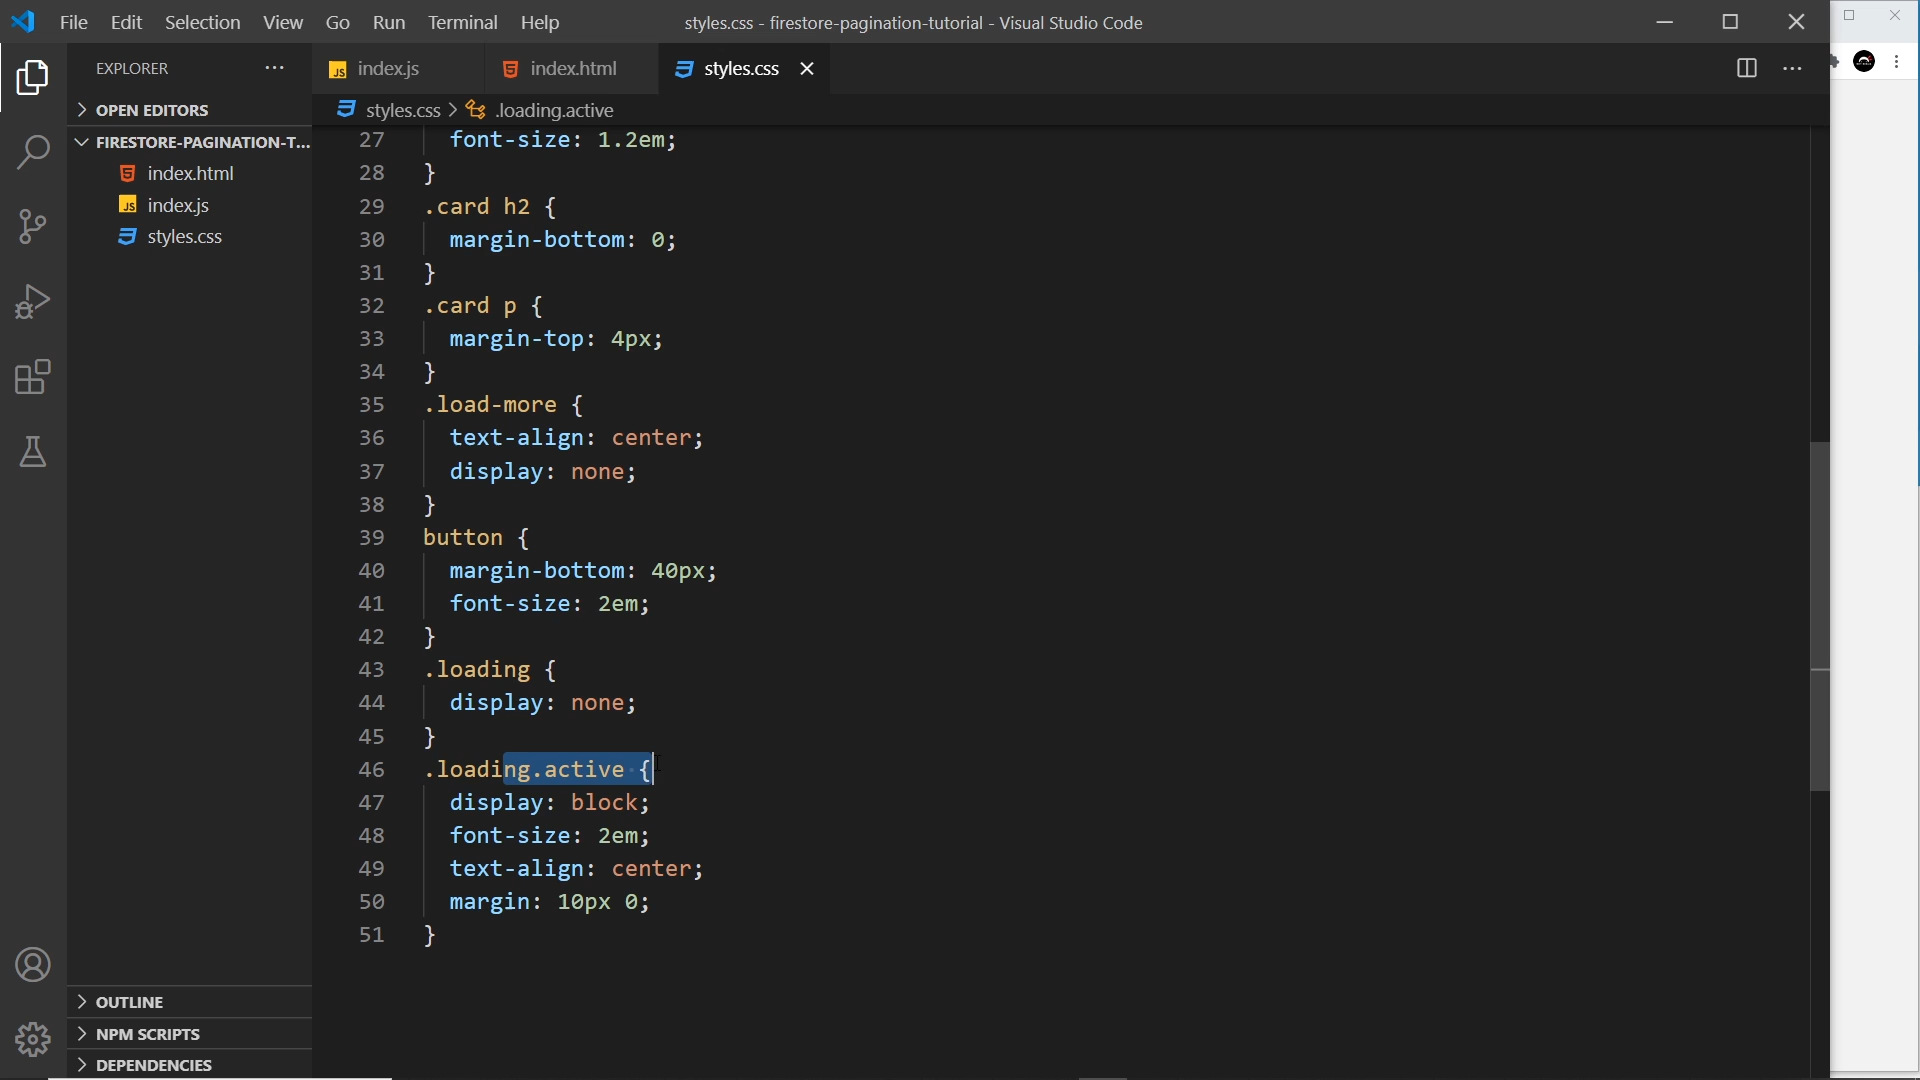 File Edit Selection View Go Run Terminal Help
styles.css - firestore-pagination-tutorial - Visual Studio Code
EXPLORER
OPEN EDITORS
FIRESTORE-PAGINATION-T...
index.html
index.js
styles.css
OUTLINE
NPM SCRIPTS
DEPENDENCIES
index.js index.html styles.css
styles.css > .loading.active
27 font-size: 1.2em;
28 }
29 .card h2 {
30 margin-bottom: 0;
31 }
32 .card p {
33 margin-top: 4px;
34 }
35 .load-more {
36 text-align: center;
37 display: none;
38 }
39 button {
40 margin-bottom: 40px;
41 font-size: 2em;
42 }
43 .loading {
44 display: none;
45 }
46 .loading.active {
47 display: block;
48 font-size: 2em;
49 text-align: center;
50 margin: 10px 0;
51 }